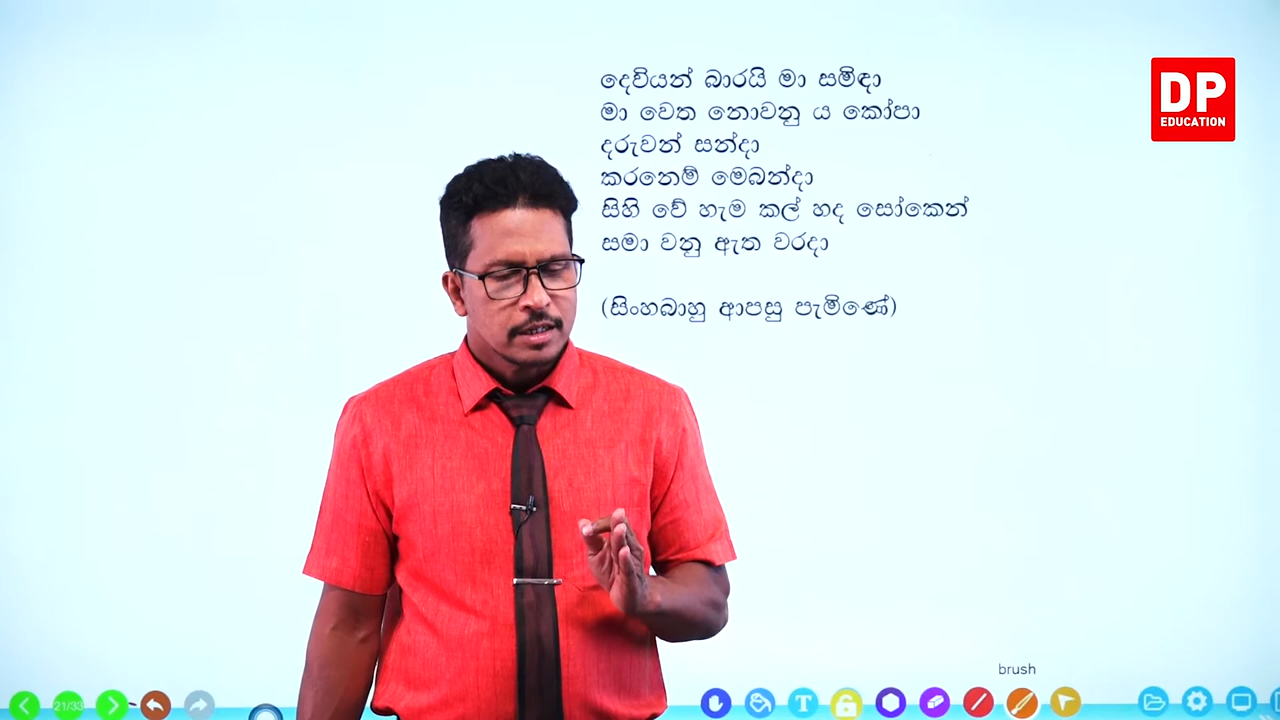 දෙවියන් බාරයි මා සමිඳා
මා වෙත නොවනු ය කෝපා
දරුවන් සන්දා
කරනෙම් මෙබන්දා
සිහි වේ හැම කල් හද සෝකෙන්
සමා වනු ඇත වරදා
(සිංහබාහු ආපසු පැමිණේ)
DP
EDUCATION
brush
21/33
T